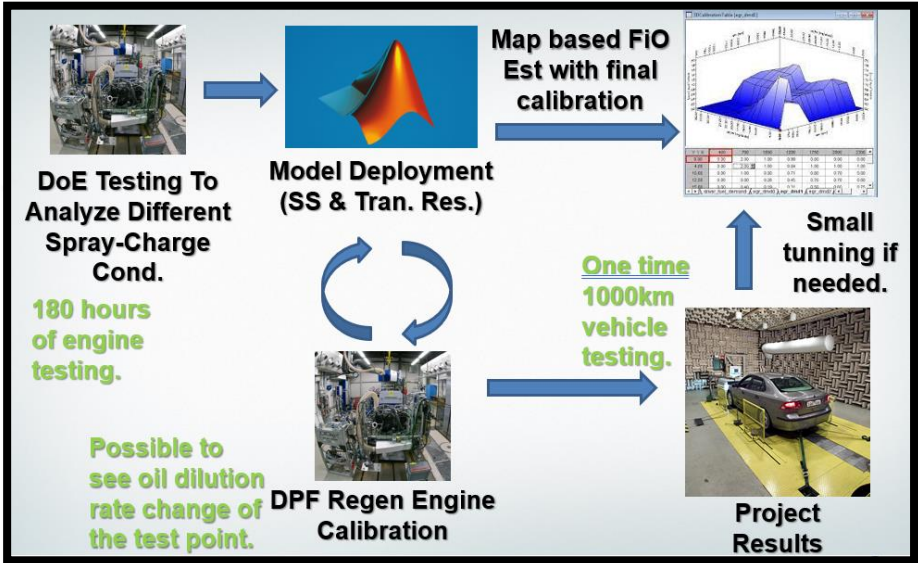 Map based FiO
Est with final
calibration
DoE Testing To
Analyze Different
Spray-Charge
Cond.
Model Deployment
(SS & Tran. Res.)
180 hours
of engine
testing.
One time
1000km
vehicle
testing.
Small
tunning if
needed.
Possible to
see oil dilution
rate change of
the test point.
DPF Regen Engine
Calibration
Project
Results